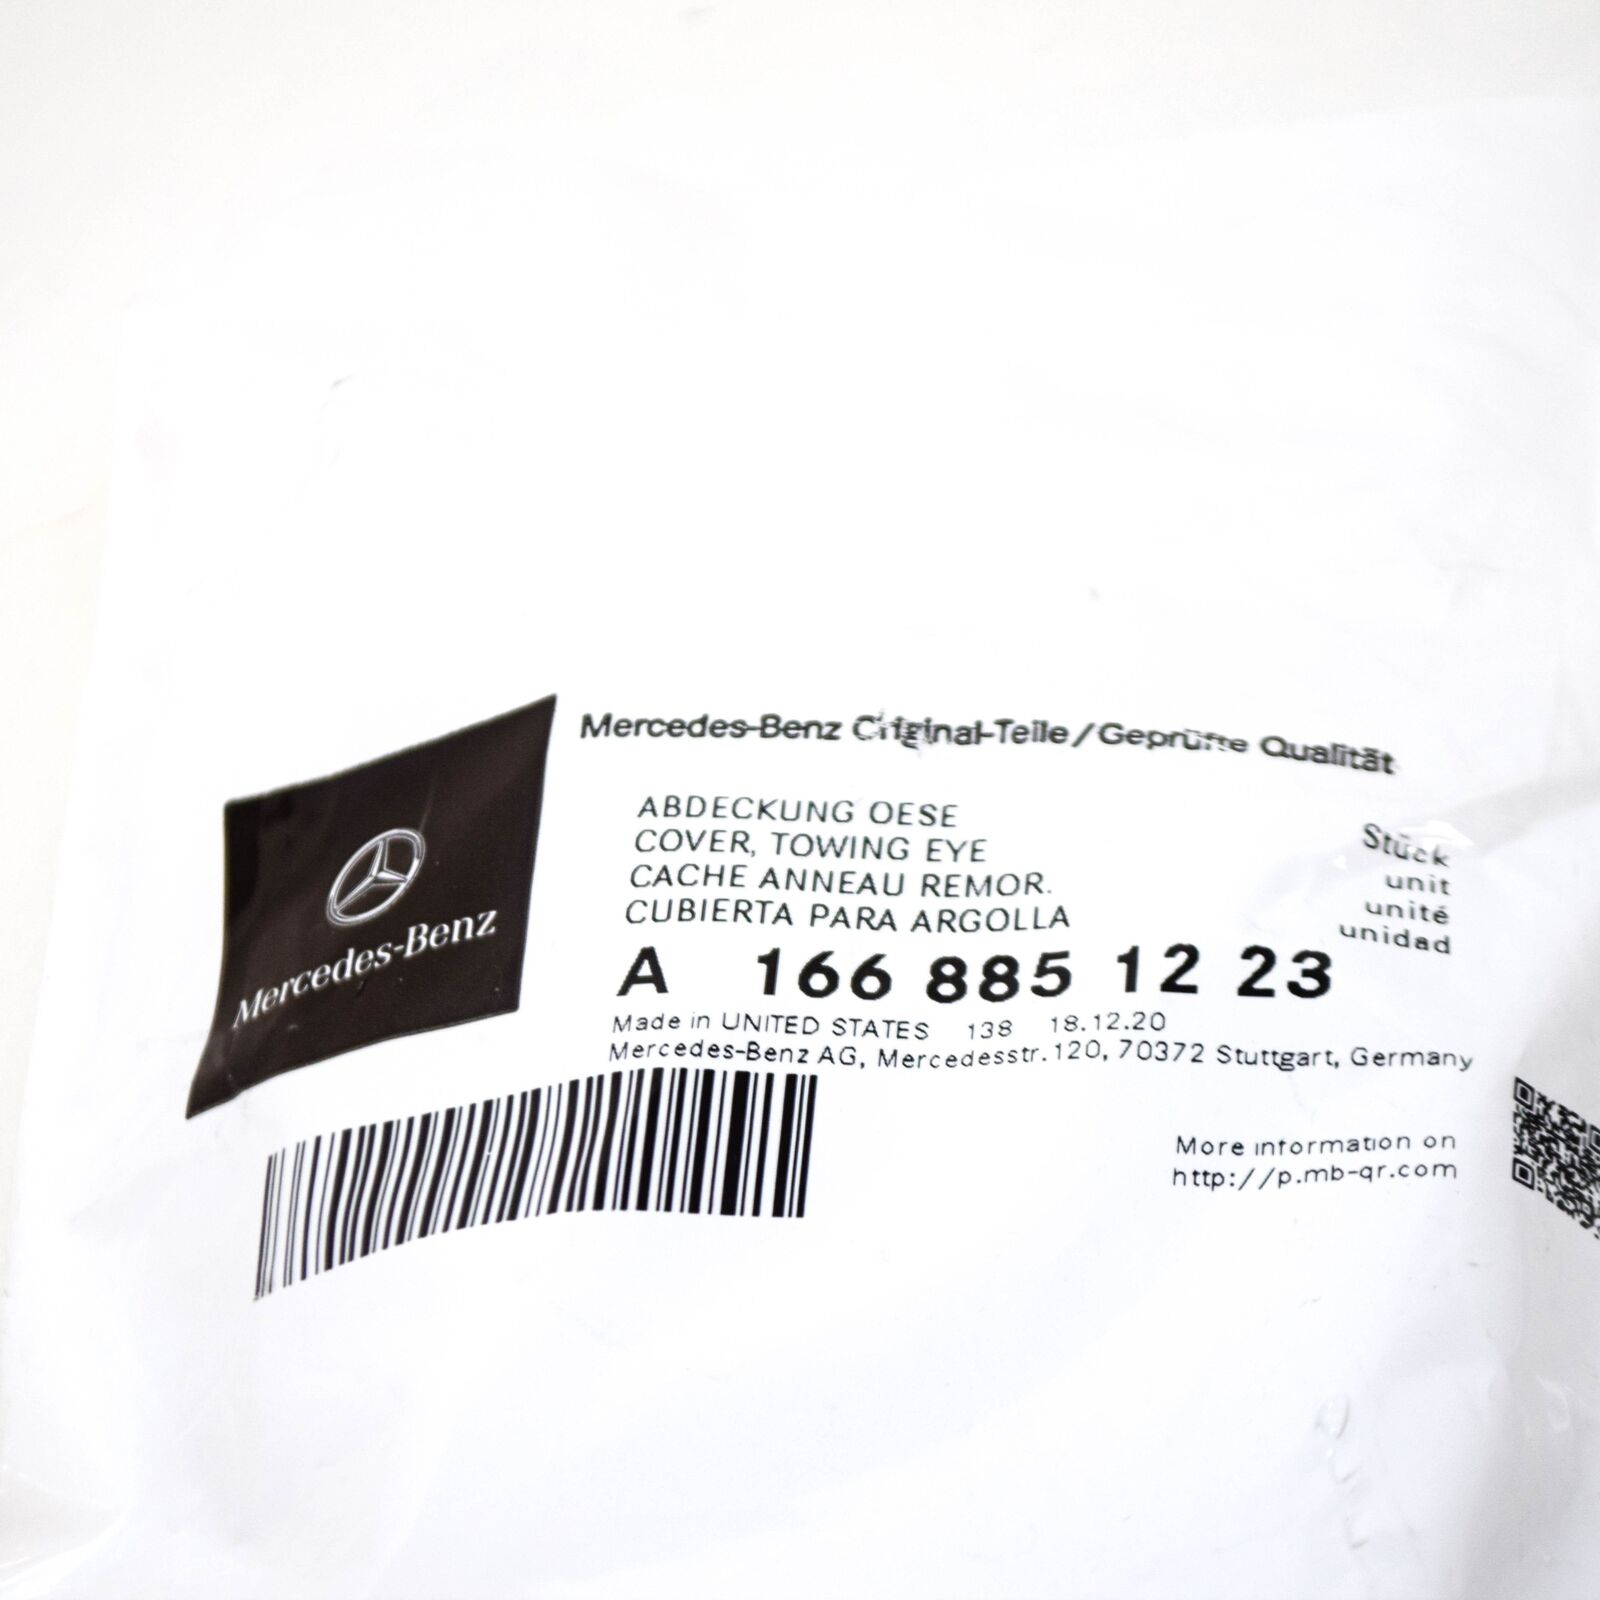 Mercedes-Benz
Mercedes-Benz Original-Teile/Geprüfte Qualität
ABDECKUNG OESE
COVER, TOWING EYE
CACHE ANNEAU REMOR.
CUBIERTA PARA ARGOLLA
Stück
unit
unité
unidad
A 166 885 12 23
Made in UNITED STATES 138 18.12.20
Mercedes-Benz AG, Mercedesstr.120, 70372 Stuttgart, Germany
More information on
http://p.mb-qr.com